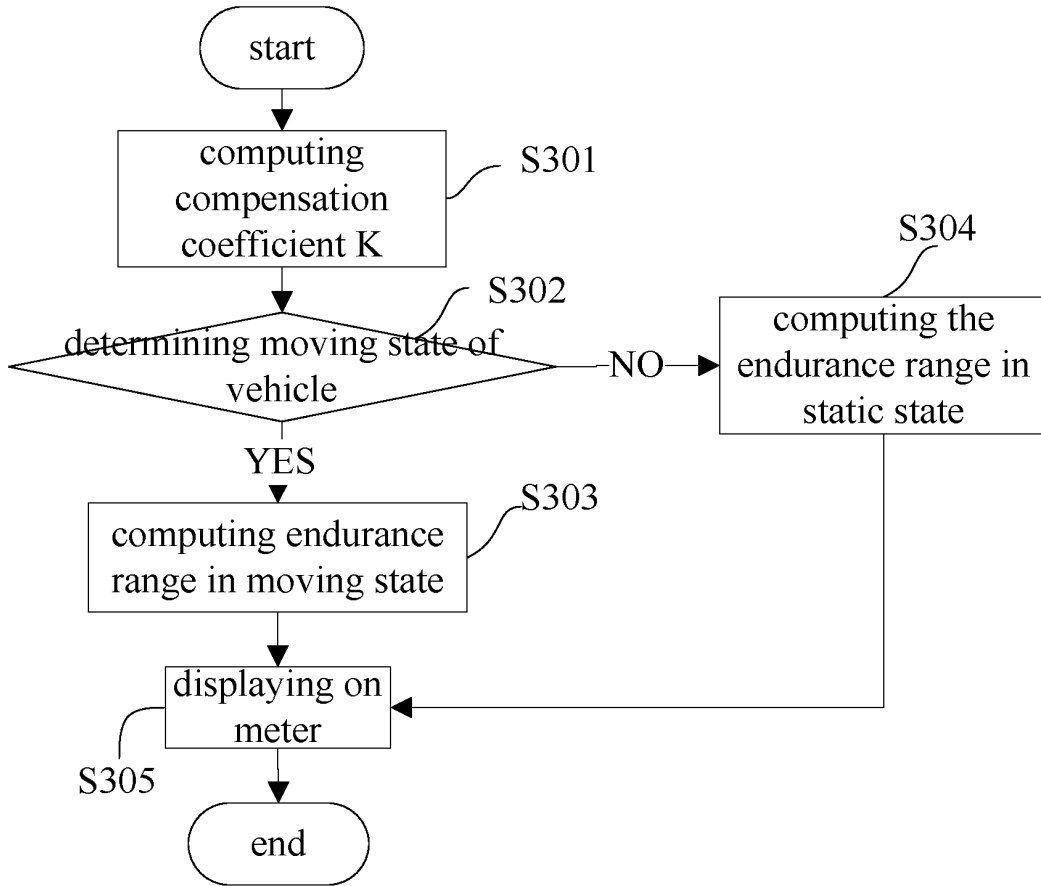 start
computing
compensation
coefficient K
S301
S302
determining moving state of
vehicle
NO
S304
computing the
endurance range in
static state
YES
S303
computing endurance
range in moving state
displaying on
meter
S305
end